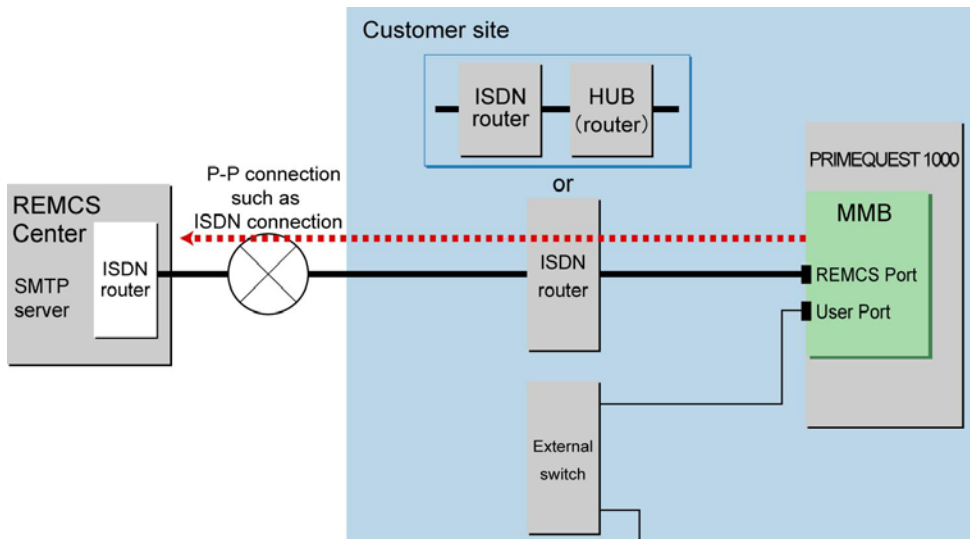 Customer site
ISDN
router
HUB
(router)
or
P-P connection
such as
ISDN connection
REMCS
Center
SMTP
server
ISDN
router
ISDN
router
PRIMEQUEST 1000
MMB
REMCS Port
User Port
External
switch